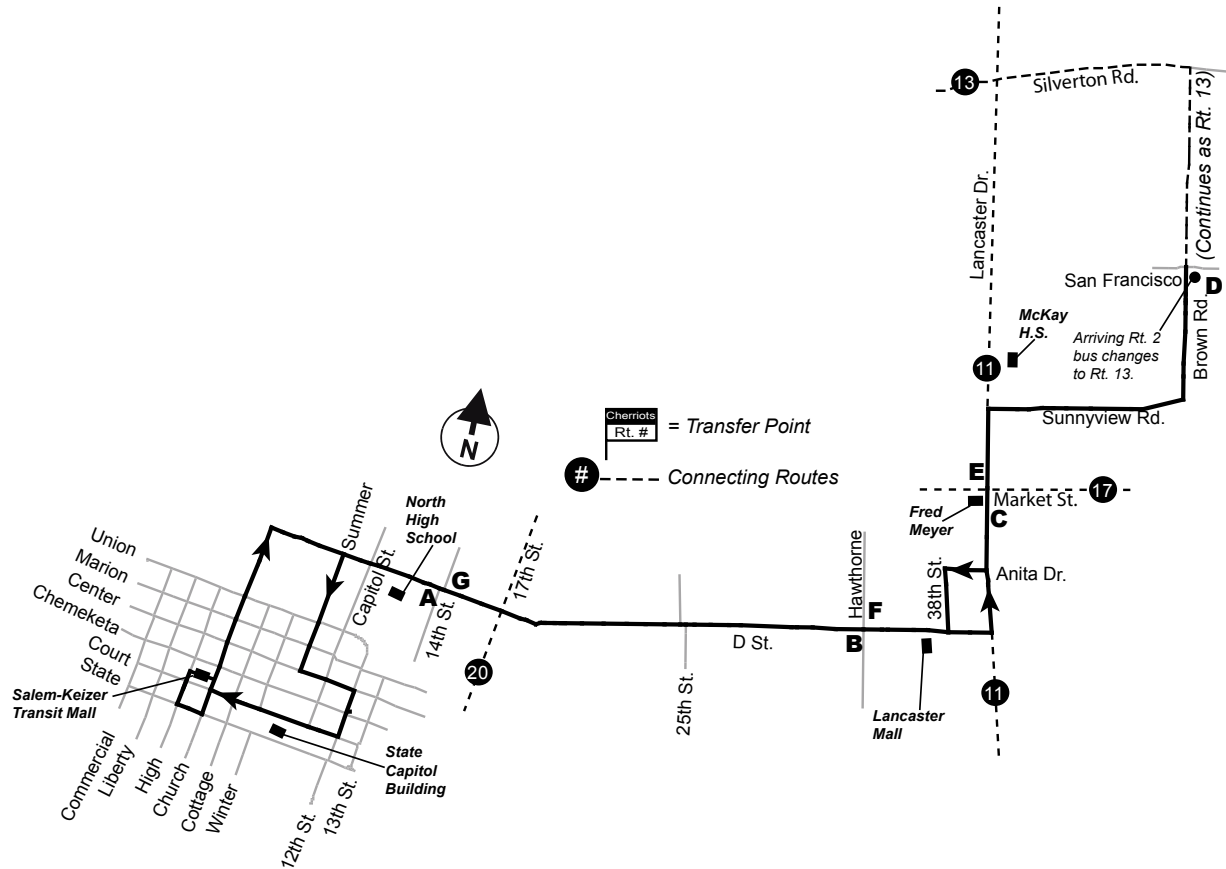 13
Silverton Rd.
(Continues as Rt. 13)
Lancaster Dr.
San Francisco
D
McKay
H.S.
Arriving Rt. 2
bus changes
to Rt. 13.
Brown Rd.
11
Sunnyview Rd.
N
Cherriots
Rt. #
= Transfer Point
#
Connecting Routes
E
17
Market St.
Fred
Meyer
C
Summer
North
High
School
Capitol St.
A
G
14th St.
17th St.
20
Union
Marion
Center
Chemeketa
Court
State
Salem-Keizer
Transit Mall
Hawthorne
38th St.
Anita Dr.
F
B
D St.
25th St.
Lancaster
Mall
11
State
Capitol
Building
Commercial
Liberty
High
Church
Cottage
Winter
12th St.
13th St.